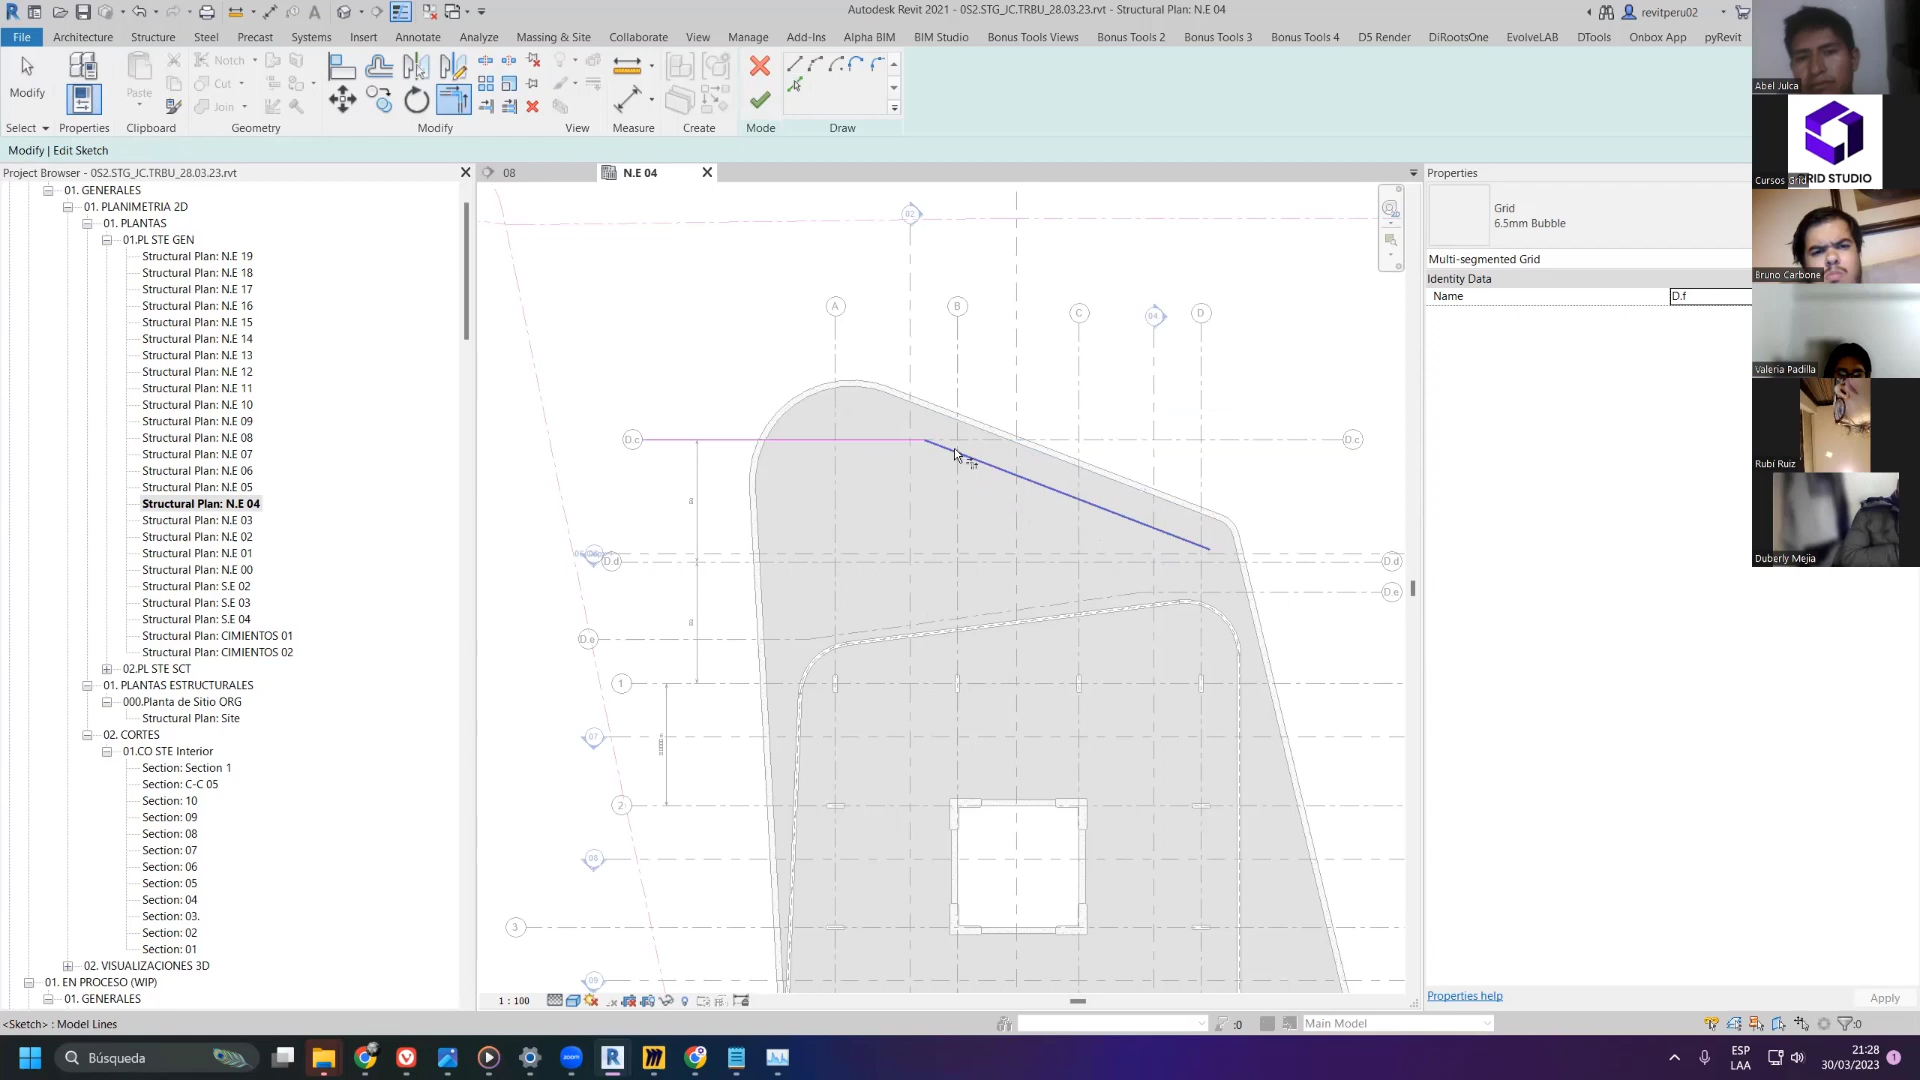 Autodesk Revit 2021 - 0S2.STG_JC.TRBU_28.03.23.rvt - Structural Plan: N.E 04
revitperu02
File
Architecture
Structure
Steel
Precast
Systems
Insert
Annotate
Analyze
Massing & Site
Collaborate
View
Manage
Add-Ins
Alpha BIM
BIM Studio
Bonus Tools Views
Bonus Tools 2
Bonus Tools 3
Bonus Tools 4
D5 Render
DiRootsOne
EvolveLAB
DTools
Onbox App
pyRevit
Modify
Paste
Notch
Cut
Join
Select
Properties
Clipboard
Geometry
Modify
View
Measure
Create
Mode
Draw
Modify | Edit Sketch
Project Browser - 0S2.STG_JC.TRBU_28.03.23.rvt
01. GENERALES
01. PLANIMETRIA 2D
01. PLANTAS
01.PL STE GEN
Structural Plan: N.E 19
Structural Plan: N.E 18
Structural Plan: N.E 17
Structural Plan: N.E 16
Structural Plan: N.E 15
Structural Plan: N.E 14
Structural Plan: N.E 13
Structural Plan: N.E 12
Structural Plan: N.E 11
Structural Plan: N.E 10
Structural Plan: N.E 09
Structural Plan: N.E 08
Structural Plan: N.E 07
Structural Plan: N.E 06
Structural Plan: N.E 05
Structural Plan: N.E 04
Structural Plan: N.E 03
Structural Plan: N.E 02
Structural Plan: N.E 01
Structural Plan: N.E 00
Structural Plan: S.E 02
Structural Plan: S.E 03
Structural Plan: S.E 04
Structural Plan: CIMIENTOS 01
Structural Plan: CIMIENTOS 02
02.PL STE SCT
01. PLANTAS ESTRUCTURALES
000.Planta de Sitio ORG
Structural Plan: Site
02. CORTES
01.CO STE Interior
Section: Section 1
Section: C-C 05
Section: 10
Section: 09
Section: 08
Section: 07
Section: 06
Section: 05
Section: 04
Section: 03.
Section: 02
Section: 01
02. VISUALIZACIONES 3D
01. EN PROCESO (WIP)
01. GENERALES
08
N.E 04
02
A
B
C
04.
D
D.c
D.c
D.d
D.d
D.e
D.e
1
07
2
08
3
09
1 : 100
Properties
Grid
6.5mm Bubble
Multi-segmented Grid
Identity Data
Name
D.f
Properties help
Apply
Abel Julca
GRID STUDIO
Cursos Grid
Bruno Carbone
Valeria Padilla
Rubí Ruiz
Duberly Mejia
<Sketch> : Model Lines
:0
Main Model
:0
Búsqueda
ESP
LAA
21:28
30/03/2023
1